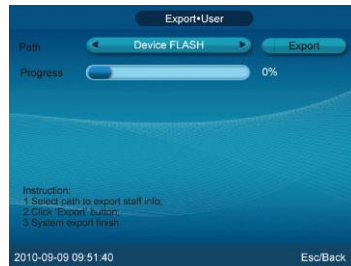 Export•User
Path Device FLASH Export
Progress 0%
Instruction:
1 Select path to export staff info;
2.Click 'Export' button;
3.System export finish.
2010-09-09 09:51:40 Esc/Back